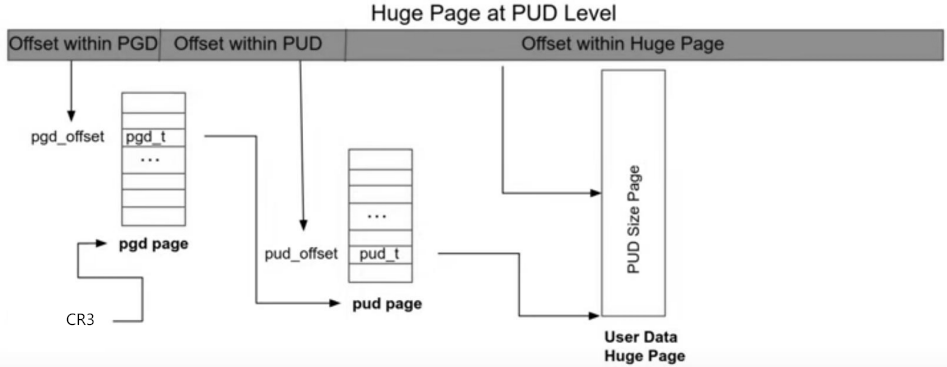 Huge Page at PUD Level
Offset within PGD
Offset within PUD
Offset within Huge Page
pgd_offset
pgd_t
...
pgd page
CR3
pud_offset
...
pud_t
pud page
PUD Size Page
User Data
Huge Page